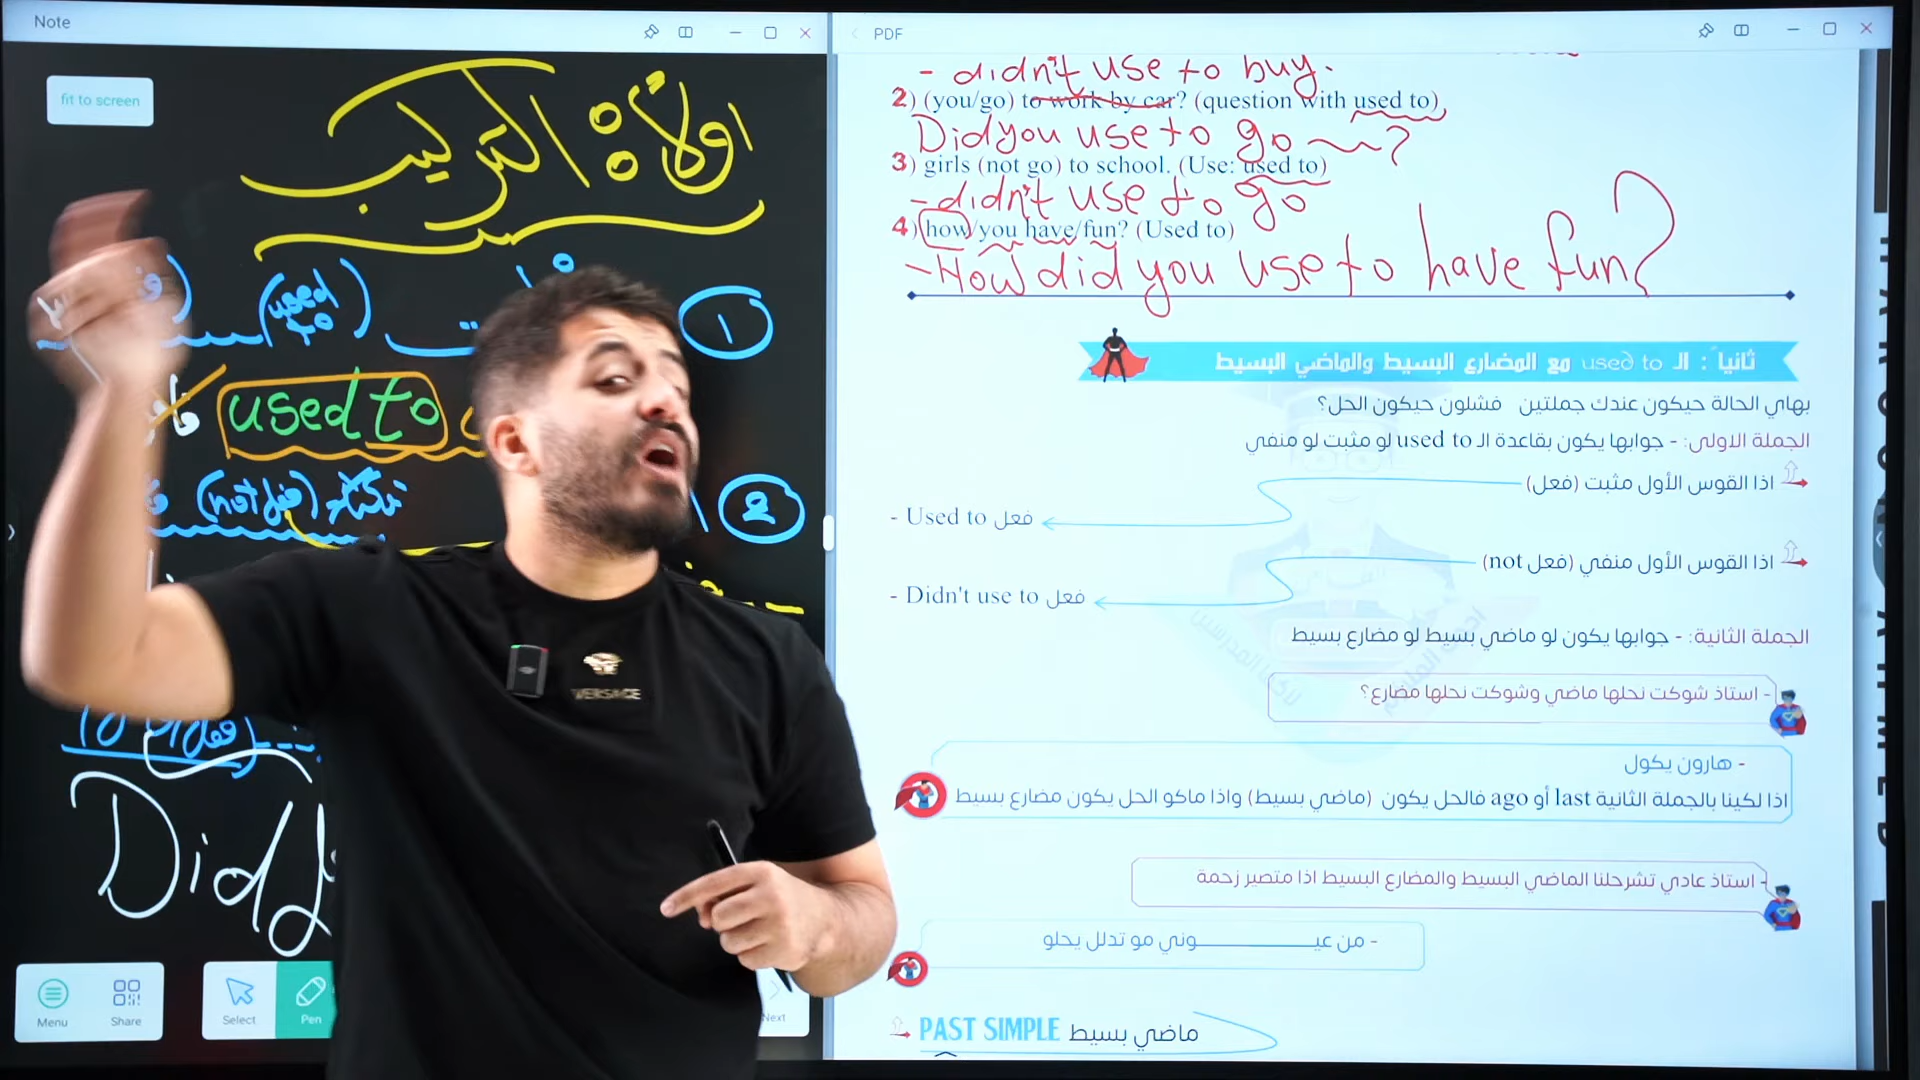 Note
fit to screen
اولاً: التركيب
١
(used to)
used to
2
(not فعل)
Did
Menu
Share
Select
Pen
Next
VERSACE
PDF
- didn't use to buy.
2) (you/go) to work by car? (question with used to)
Did you use to go ~~?
3) girls (not go) to school. (Use: used to)
- didn't use to go
4) how/you have/fun? (Used to)
- How did you use to have fun?
ثانياً : الـ used to مع المضارع البسيط والماضي البسيط
بهاي الحالة حيكون عندك جملتين فشلون حيكون الحل؟
الجملة الاولى: - جوابها يكون بقاعدة الـ used to لو مثبت لو منفي
اذا القوس الأول مثبت (فعل)
- Used to فعل
اذا القوس الأول منفي (not فعل)
- Didn't use to فعل
الجملة الثانية: - جوابها يكون لو ماضي بسيط لو مضارع بسيط
- استاذ شوكت نحلها ماضي وشوكت نحلها مضارع؟
- هارون يكول
اذا لكينا بالجملة الثانية last أو ago فالحل يكون (ماضي بسيط) واذا ماكو الحل يكون مضارع بسيط
- استاذ عادي تشرحلنا الماضي البسيط والمضارع البسيط اذا متصير زحمة
- من عيـــــــــــــوني مو تدلل يحلو
PAST SIMPLE ماضي بسيط